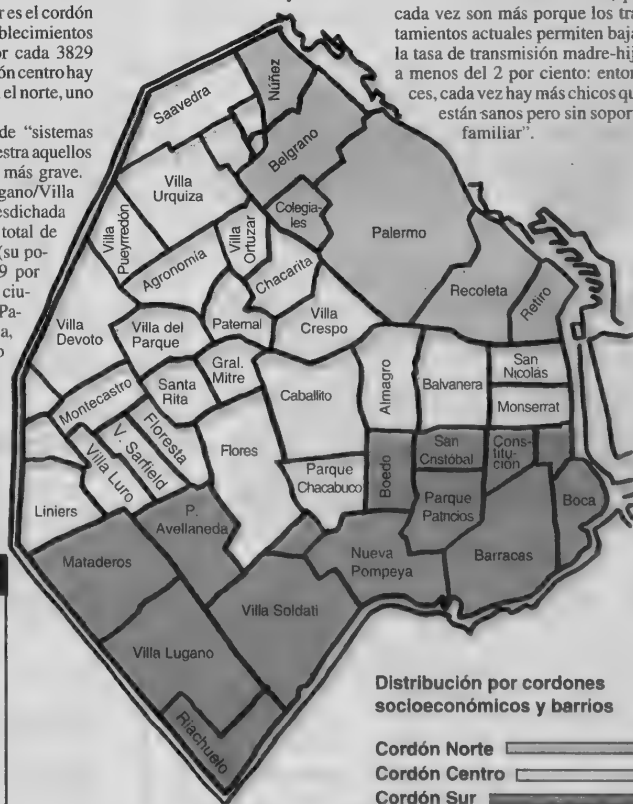 r es el cordón
blecimientos
or cada 3829
ón centro hay
el norte, uno
de “sistemas
estra aquellos
más grave.
gano/Villa
esdichada
total de
(su po-
9 por
ciu-
Pa-
a,
o
cada vez son más porque los tra-
tamientos actuales permiten baja
la tasa de transmisión madre-hij
a menos del 2 por ciento: enton
ces, cada vez hay más chicos qu
están sanos pero sin soport
familiar”.
Saavedra
Núñez
Belgrano
Villa
Urquiza
Colegia-
les
Villa
Pueyrredón
Villa
Ortuzar
Palermo
Agronomía
Chacarita
Recoleta
Retiro
Villa
Devoto
Villa del
Parque
Paternal
Villa
Crespo
Gral.
Mitre
Santa
Rita
Montecastro
Caballito
Almagro
Balvanera
San
Nicolás
Monserrat
Floresta
V. Sarfield
Villa Luro
Flores
Parque
Chacabuco
Boedo
San
Cristóbal
Cons-
titu-
ción
Liniers
P.
Avellaneda
Parque
Patricios
Boca
Mataderos
Nueva
Pompeya
Barracas
Villa Soldati
Villa Lugano
Riachuelo
Distribución por cordones
socioeconómicos y barrios
Cordón Norte
Cordón Centro
Cordón Sur